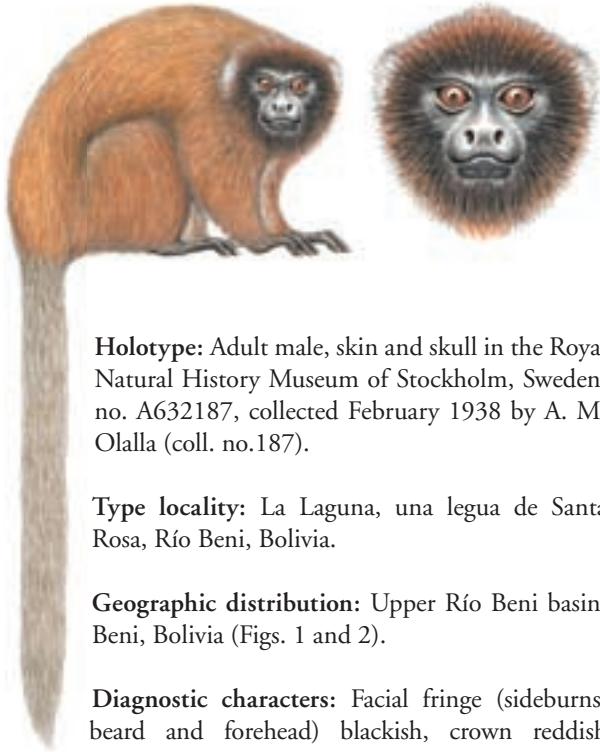 Holotype: Adult male, skin and skull in the Roya
Natural History Museum of Stockholm, Sweden
no. A632187, collected February 1938 by A. M
Olalla (coll. no.187).
Type locality: La Laguna, una legua de Santa
Rosa, Río Beni, Bolivia.
Geographic distribution: Upper Río Beni basin
Beni, Bolivia (Figs. 1 and 2).
Diagnostic characters: Facial fringe (sideburns
beard and forehead) blackish, crown reddish